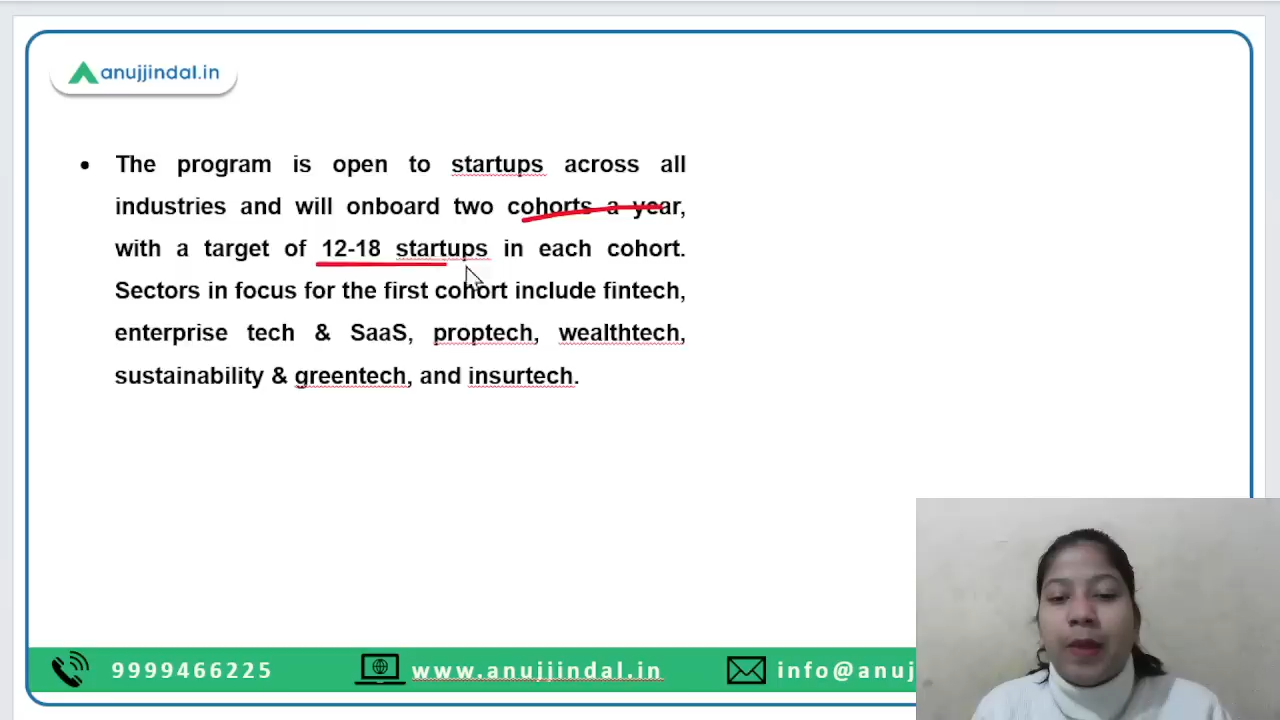 anujjindal.in
• The program is open to startups across all
industries and will onboard two cohorts a year,
with a target of 12-18 startups in each cohort.
Sectors in focus for the first cohort include fintech,
enterprise tech & SaaS, proptech, wealthtech,
sustainability & greentech, and insurtech.
9999466225 www.anujjindal.in info@anuj